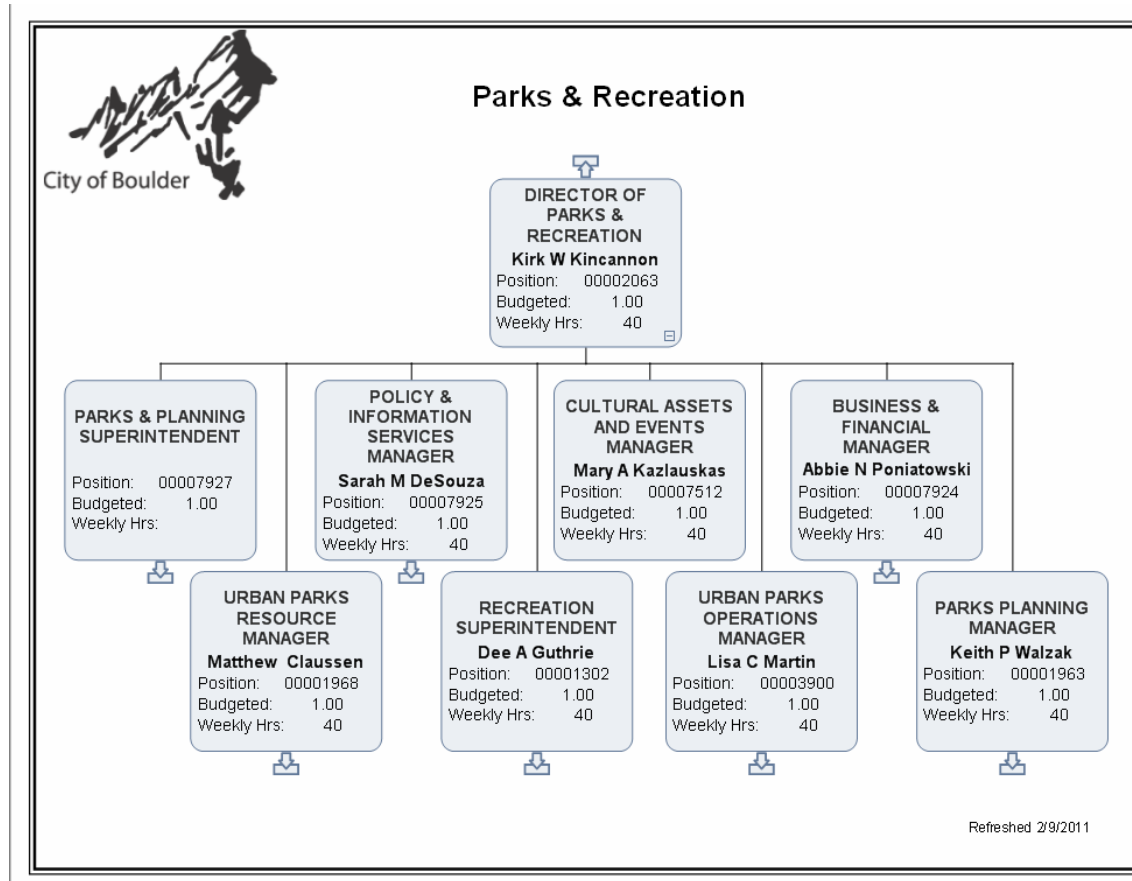 City of Boulder
Parks & Recreation
DIRECTOR OF
PARKS &
RECREATION
Kirk W Kincannon
Position: 00002063
Budgeted: 1.00
Weekly Hrs: 40
PARKS & PLANNING
SUPERINTENDENT
Position: 00007927
Budgeted: 1.00
Weekly Hrs:
POLICY &
INFORMATION
SERVICES
MANAGER
Sarah M DeSouza
Position: 00007925
Budgeted: 1.00
Weekly Hrs: 40
CULTURAL ASSETS
AND EVENTS
MANAGER
Mary A Kazlauskas
Position: 00007512
Budgeted: 1.00
Weekly Hrs: 40
BUSINESS &
FINANCIAL
MANAGER
Abbie N Poniatowski
Position: 00007924
Budgeted: 1.00
Weekly Hrs: 40
URBAN PARKS
RESOURCE
MANAGER
Matthew Claussen
Position: 00001968
Budgeted: 1.00
Weekly Hrs: 40
RECREATION
SUPERINTENDENT
Dee A Guthrie
Position: 00001302
Budgeted: 1.00
Weekly Hrs: 40
URBAN PARKS
OPERATIONS
MANAGER
Lisa C Martin
Position: 00003900
Budgeted: 1.00
Weekly Hrs: 40
PARKS PLANNING
MANAGER
Keith P Walzak
Position: 00001963
Budgeted: 1.00
Weekly Hrs: 40
Refreshed 2/9/2011